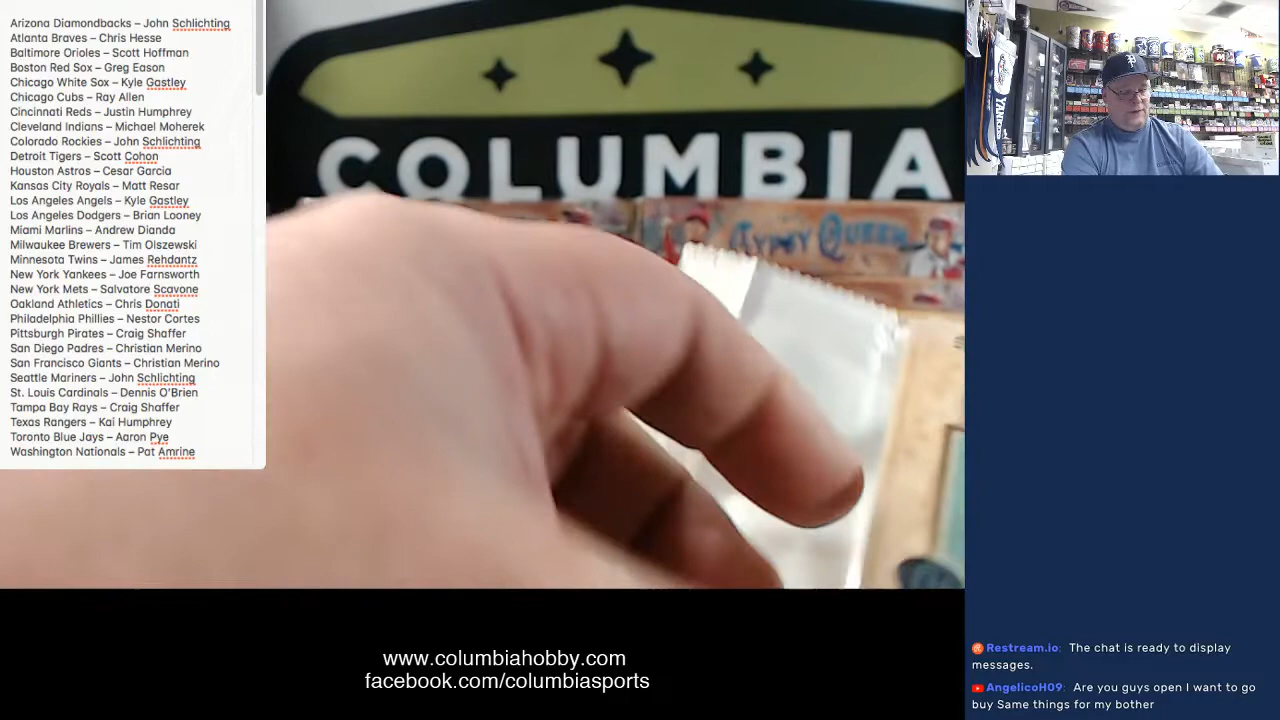 Arizona Diamondbacks – John Schlichting
Atlanta Braves – Chris Hesse
Baltimore Orioles – Scott Hoffman
Boston Red Sox – Greg Eason
Chicago White Sox – Kyle Gastley
Chicago Cubs – Ray Allen
Cincinnati Reds – Justin Humphrey
Cleveland Indians – Michael Moherek
Colorado Rockies – John Schlichting
Detroit Tigers – Scott Cohon
Houston Astros – Cesar Garcia
Kansas City Royals – Matt Resar
Los Angeles Angels – Kyle Gastley
Los Angeles Dodgers – Brian Looney
Miami Marlins – Andrew Dianda
Milwaukee Brewers – Tim Olszewski
Minnesota Twins – James Rehdantz
New York Yankees – Joe Farnsworth
New York Mets – Salvatore Scavone
Oakland Athletics – Chris Donati
Philadelphia Phillies – Nestor Cortes
Pittsburgh Pirates – Craig Shaffer
San Diego Padres – Christian Merino
San Francisco Giants – Christian Merino
Seattle Mariners – John Schlichting
St. Louis Cardinals – Dennis O'Brien
Tampa Bay Rays – Craig Shaffer
Texas Rangers – Kai Humphrey
Toronto Blue Jays – Aaron Pye
Washington Nationals – Pat Amrine
COLUMBIA
Gypsy Queen
www.columbiahobby.com
facebook.com/columbiasports
Restream.io: The chat is ready to display
messages.
AngelicoH09: Are you guys open I want to go
buy Same things for my bother